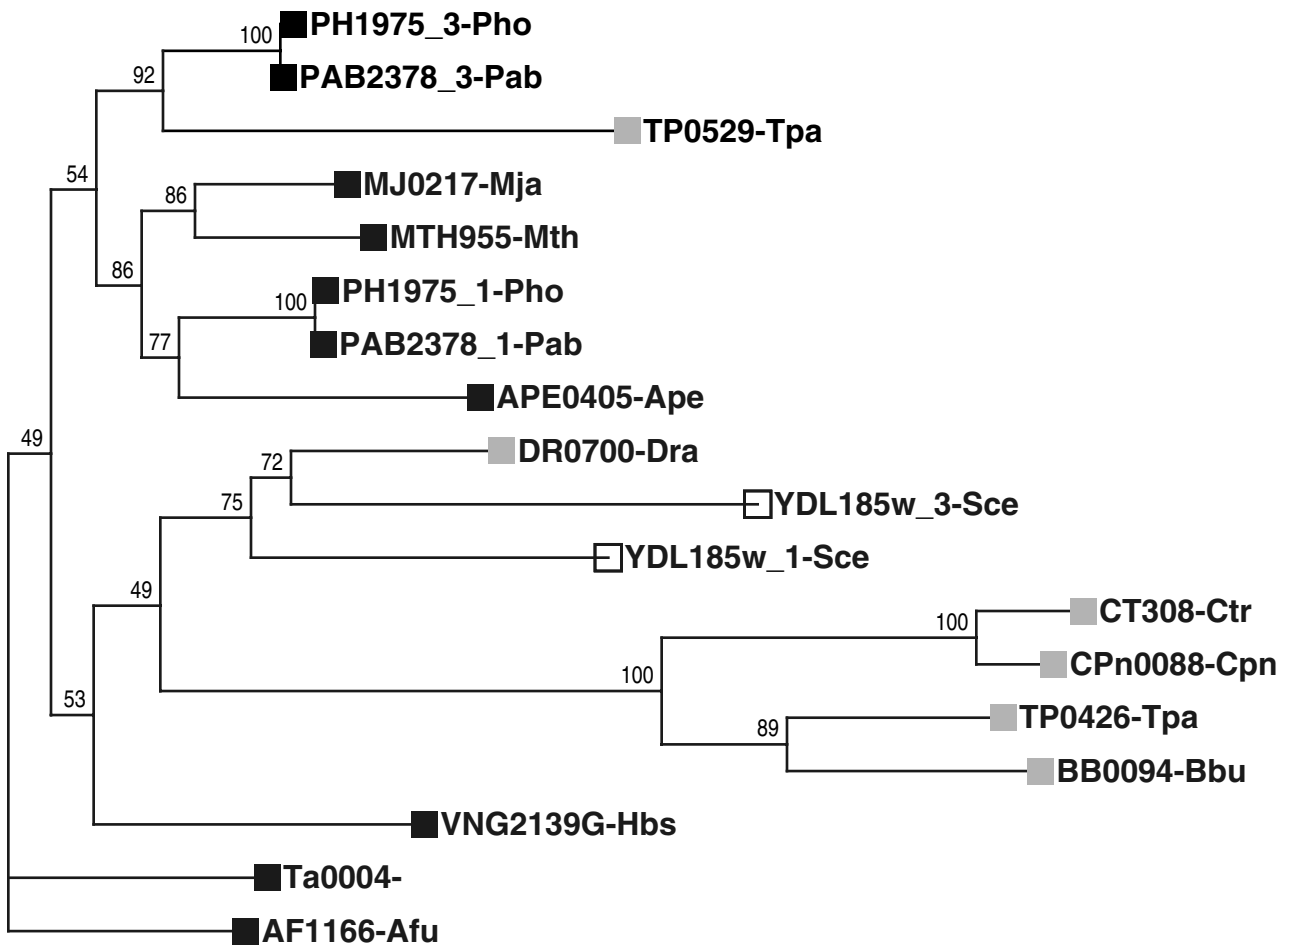 PH1975_3-Pho
100
PAB2378_3-Pab
92
TP0529-Tpa
54
MJ0217-Mja
86
MTH955-Mth
86
PH1975_1-Pho
100
PAB2378_1-Pab
77
APE0405-Ape
49
DR0700-Dra
72
YDL185w_3-Sce
75
YDL185w_1-Sce
49
CT308-Ctr
100
CPn0088-Cpn
100
53
TP0426-Tpa
89
BB0094-Bbu
VNG2139G-Hbs
Ta0004-
AF1166-Afu